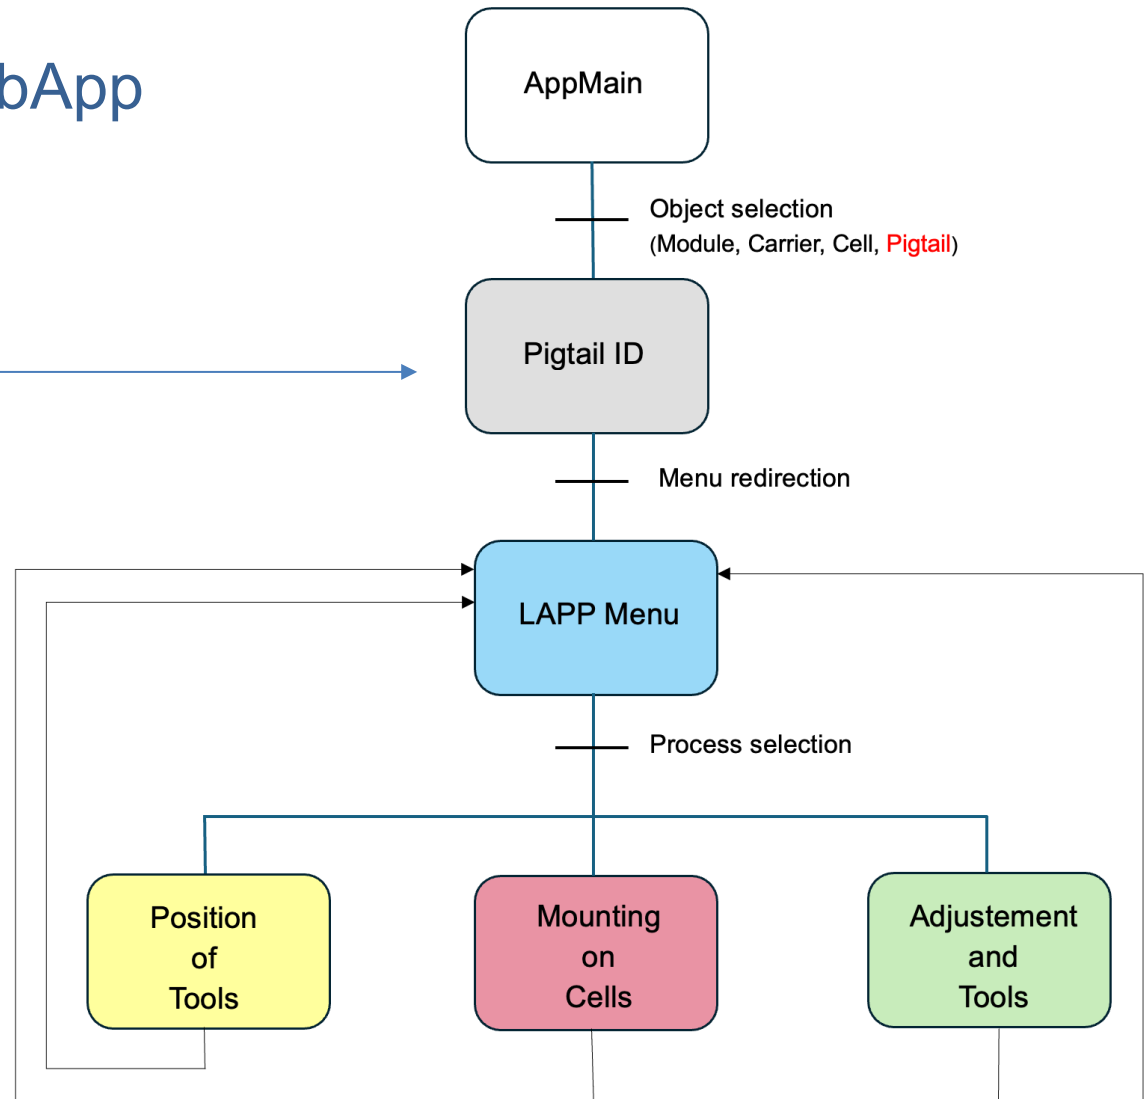 bApp
AppMain
Object selection
(Module, Carrier, Cell, Pigtail)
Pigtail ID
Menu redirection
LAPP Menu
Process selection
Position
of
Tools
Mounting
on
Cells
Adjustement
and
Tools